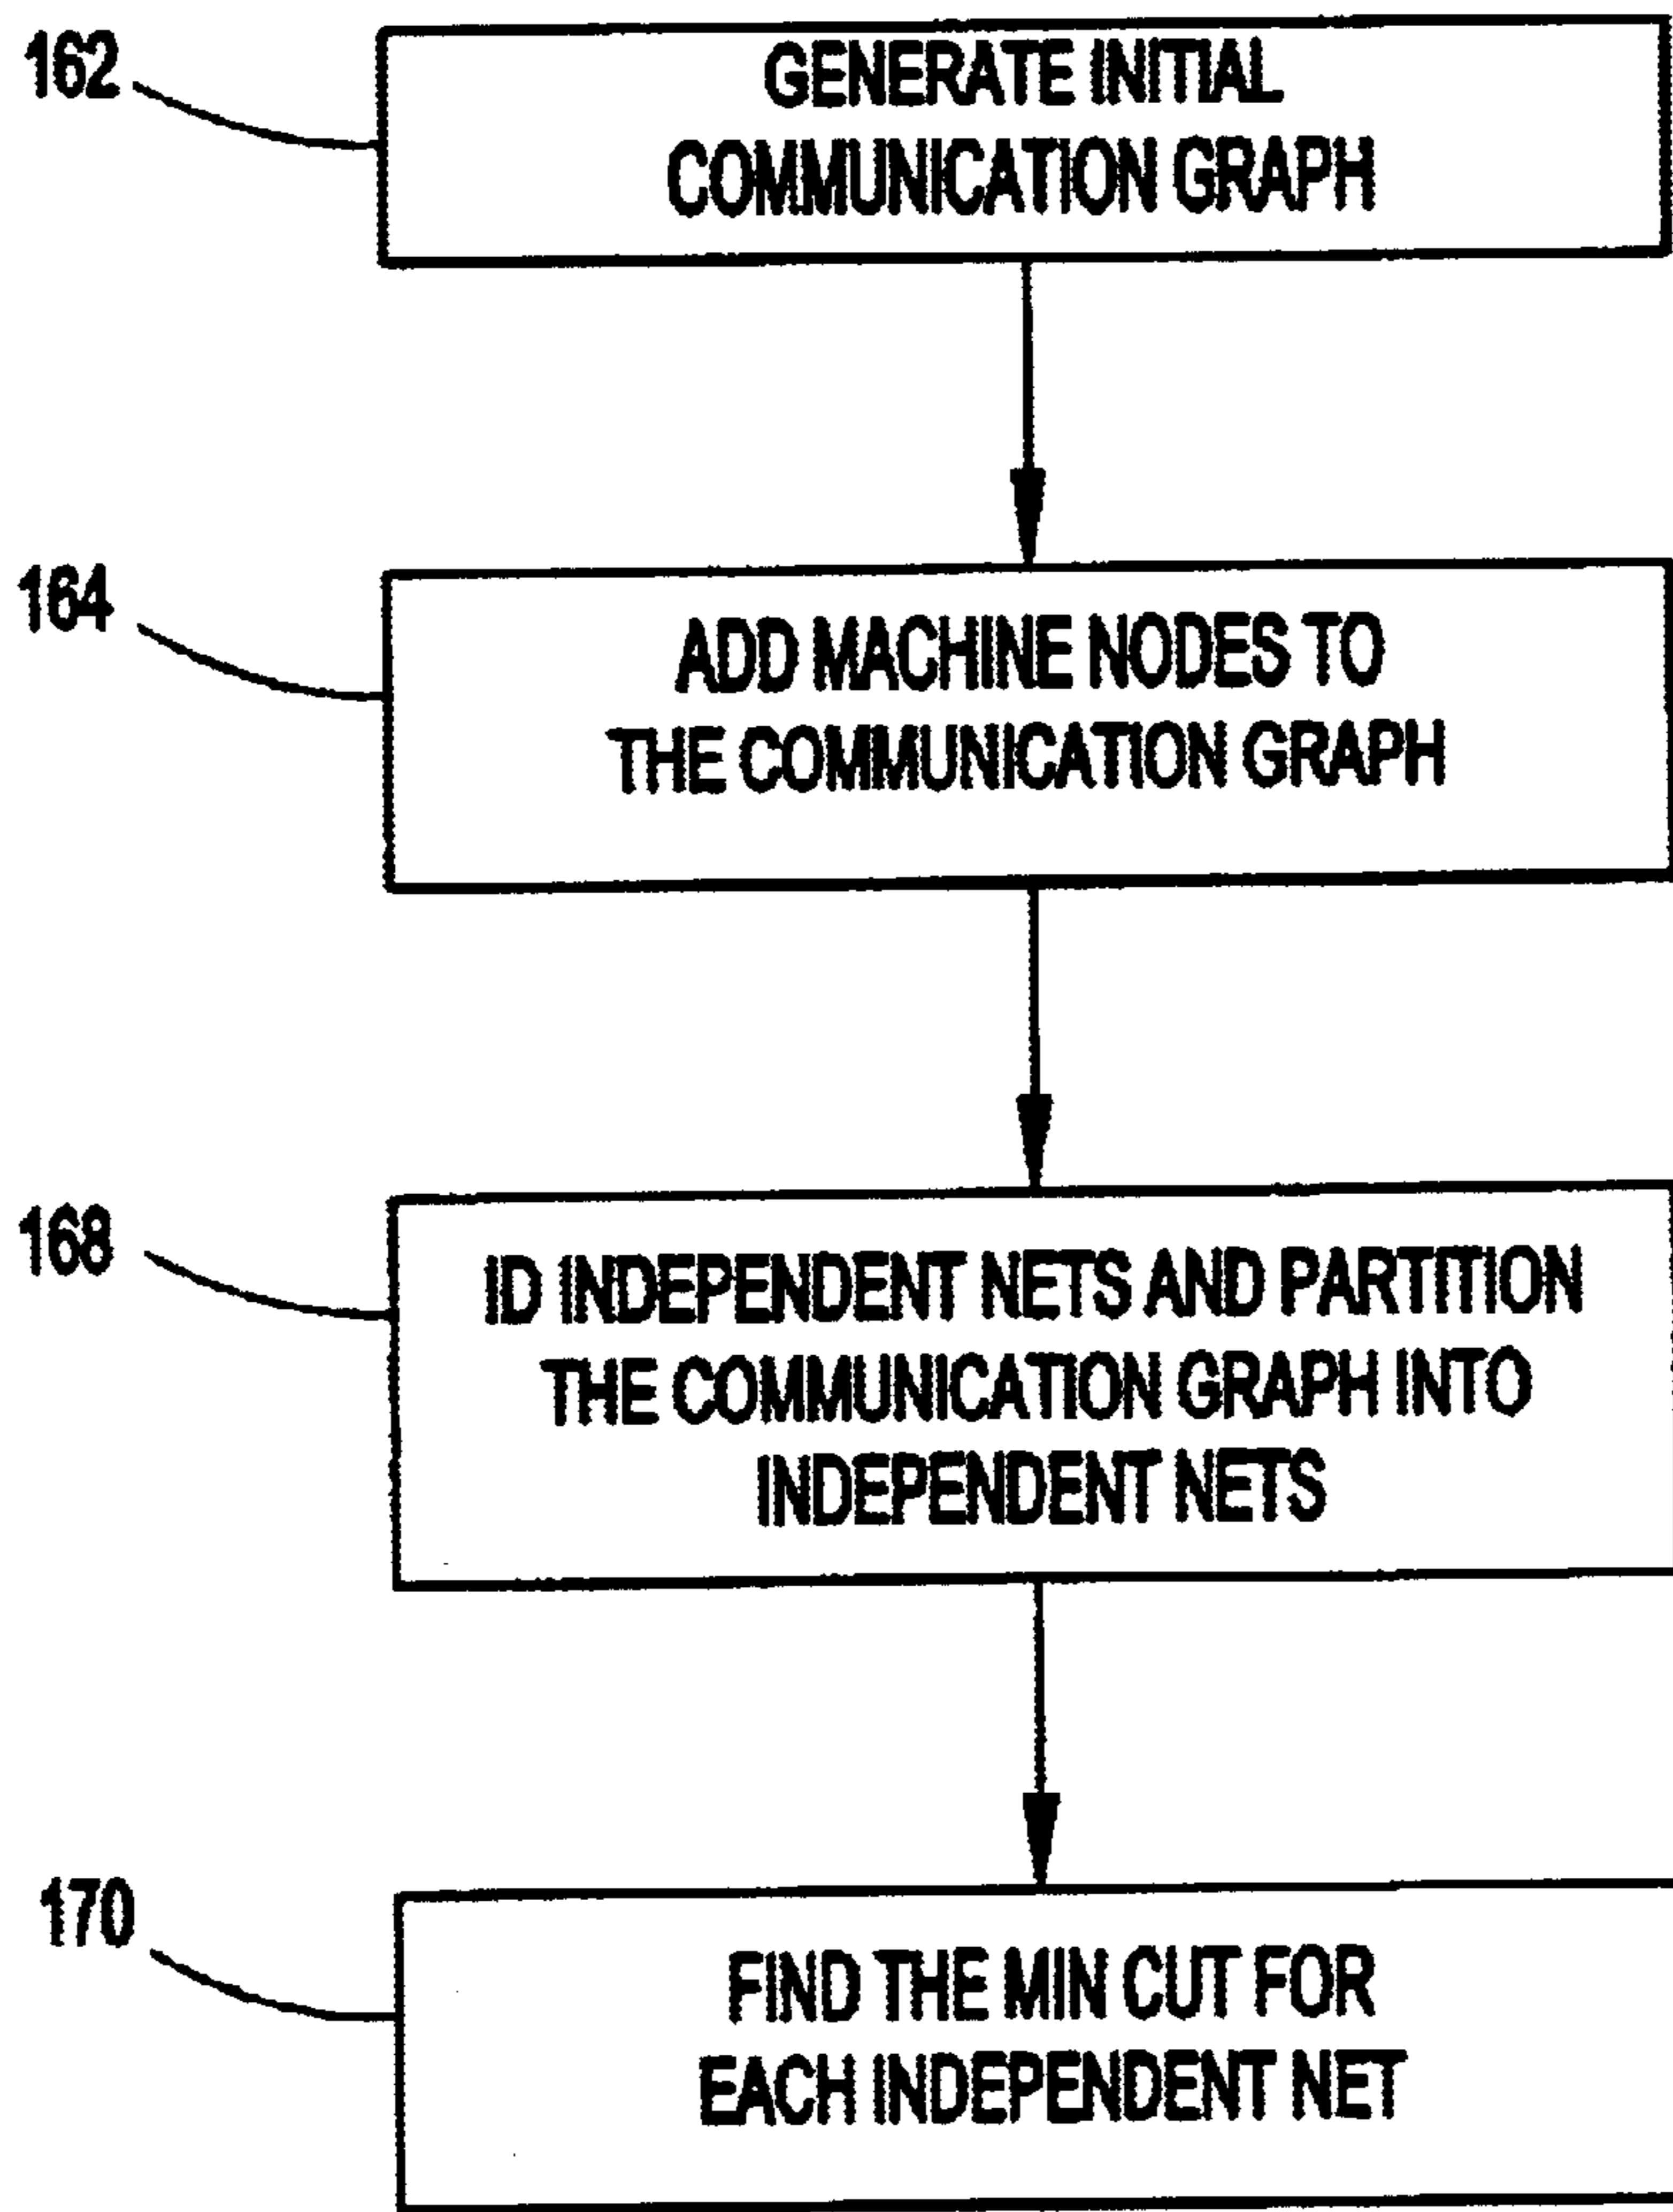 162
GENERATE INITIAL
COMMUNICATION GRAPH
164
ADD MACHINE NODES TO
THE COMMUNICATION GRAPH
168
ID INDEPENDENT NETS AND PARTITION
THE COMMUNICATION GRAPH INTO
INDEPENDENT NETS
170
FIND THE MIN CUT FOR
EACH INDEPENDENT NET